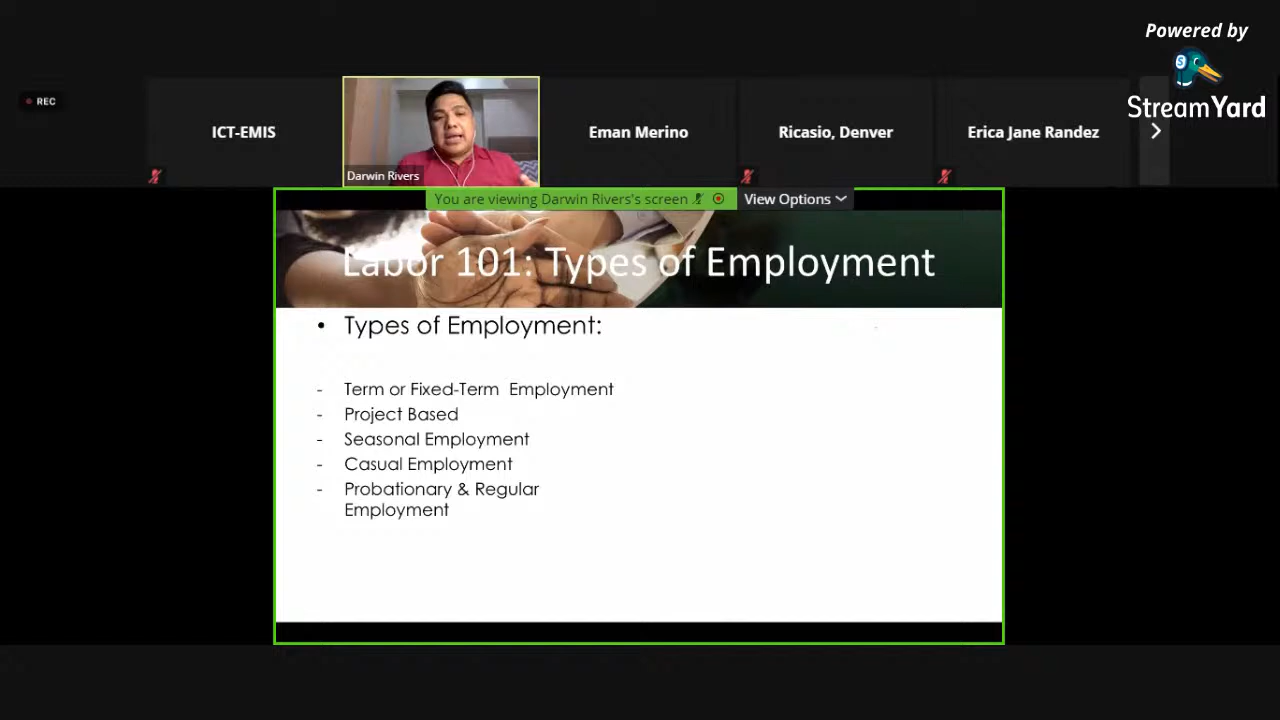 Powered by
StreamYard
REC
ICT-EMIS
Darwin Rivers
Eman Merino
Ricasio, Denver
Erica Jane Randez
You are viewing Darwin Rivers's screen
View Options
Labor 101: Types of Employment
• Types of Employment:
- Term or Fixed-Term Employment
- Project Based
- Seasonal Employment
- Casual Employment
- Probationary & Regular
Employment